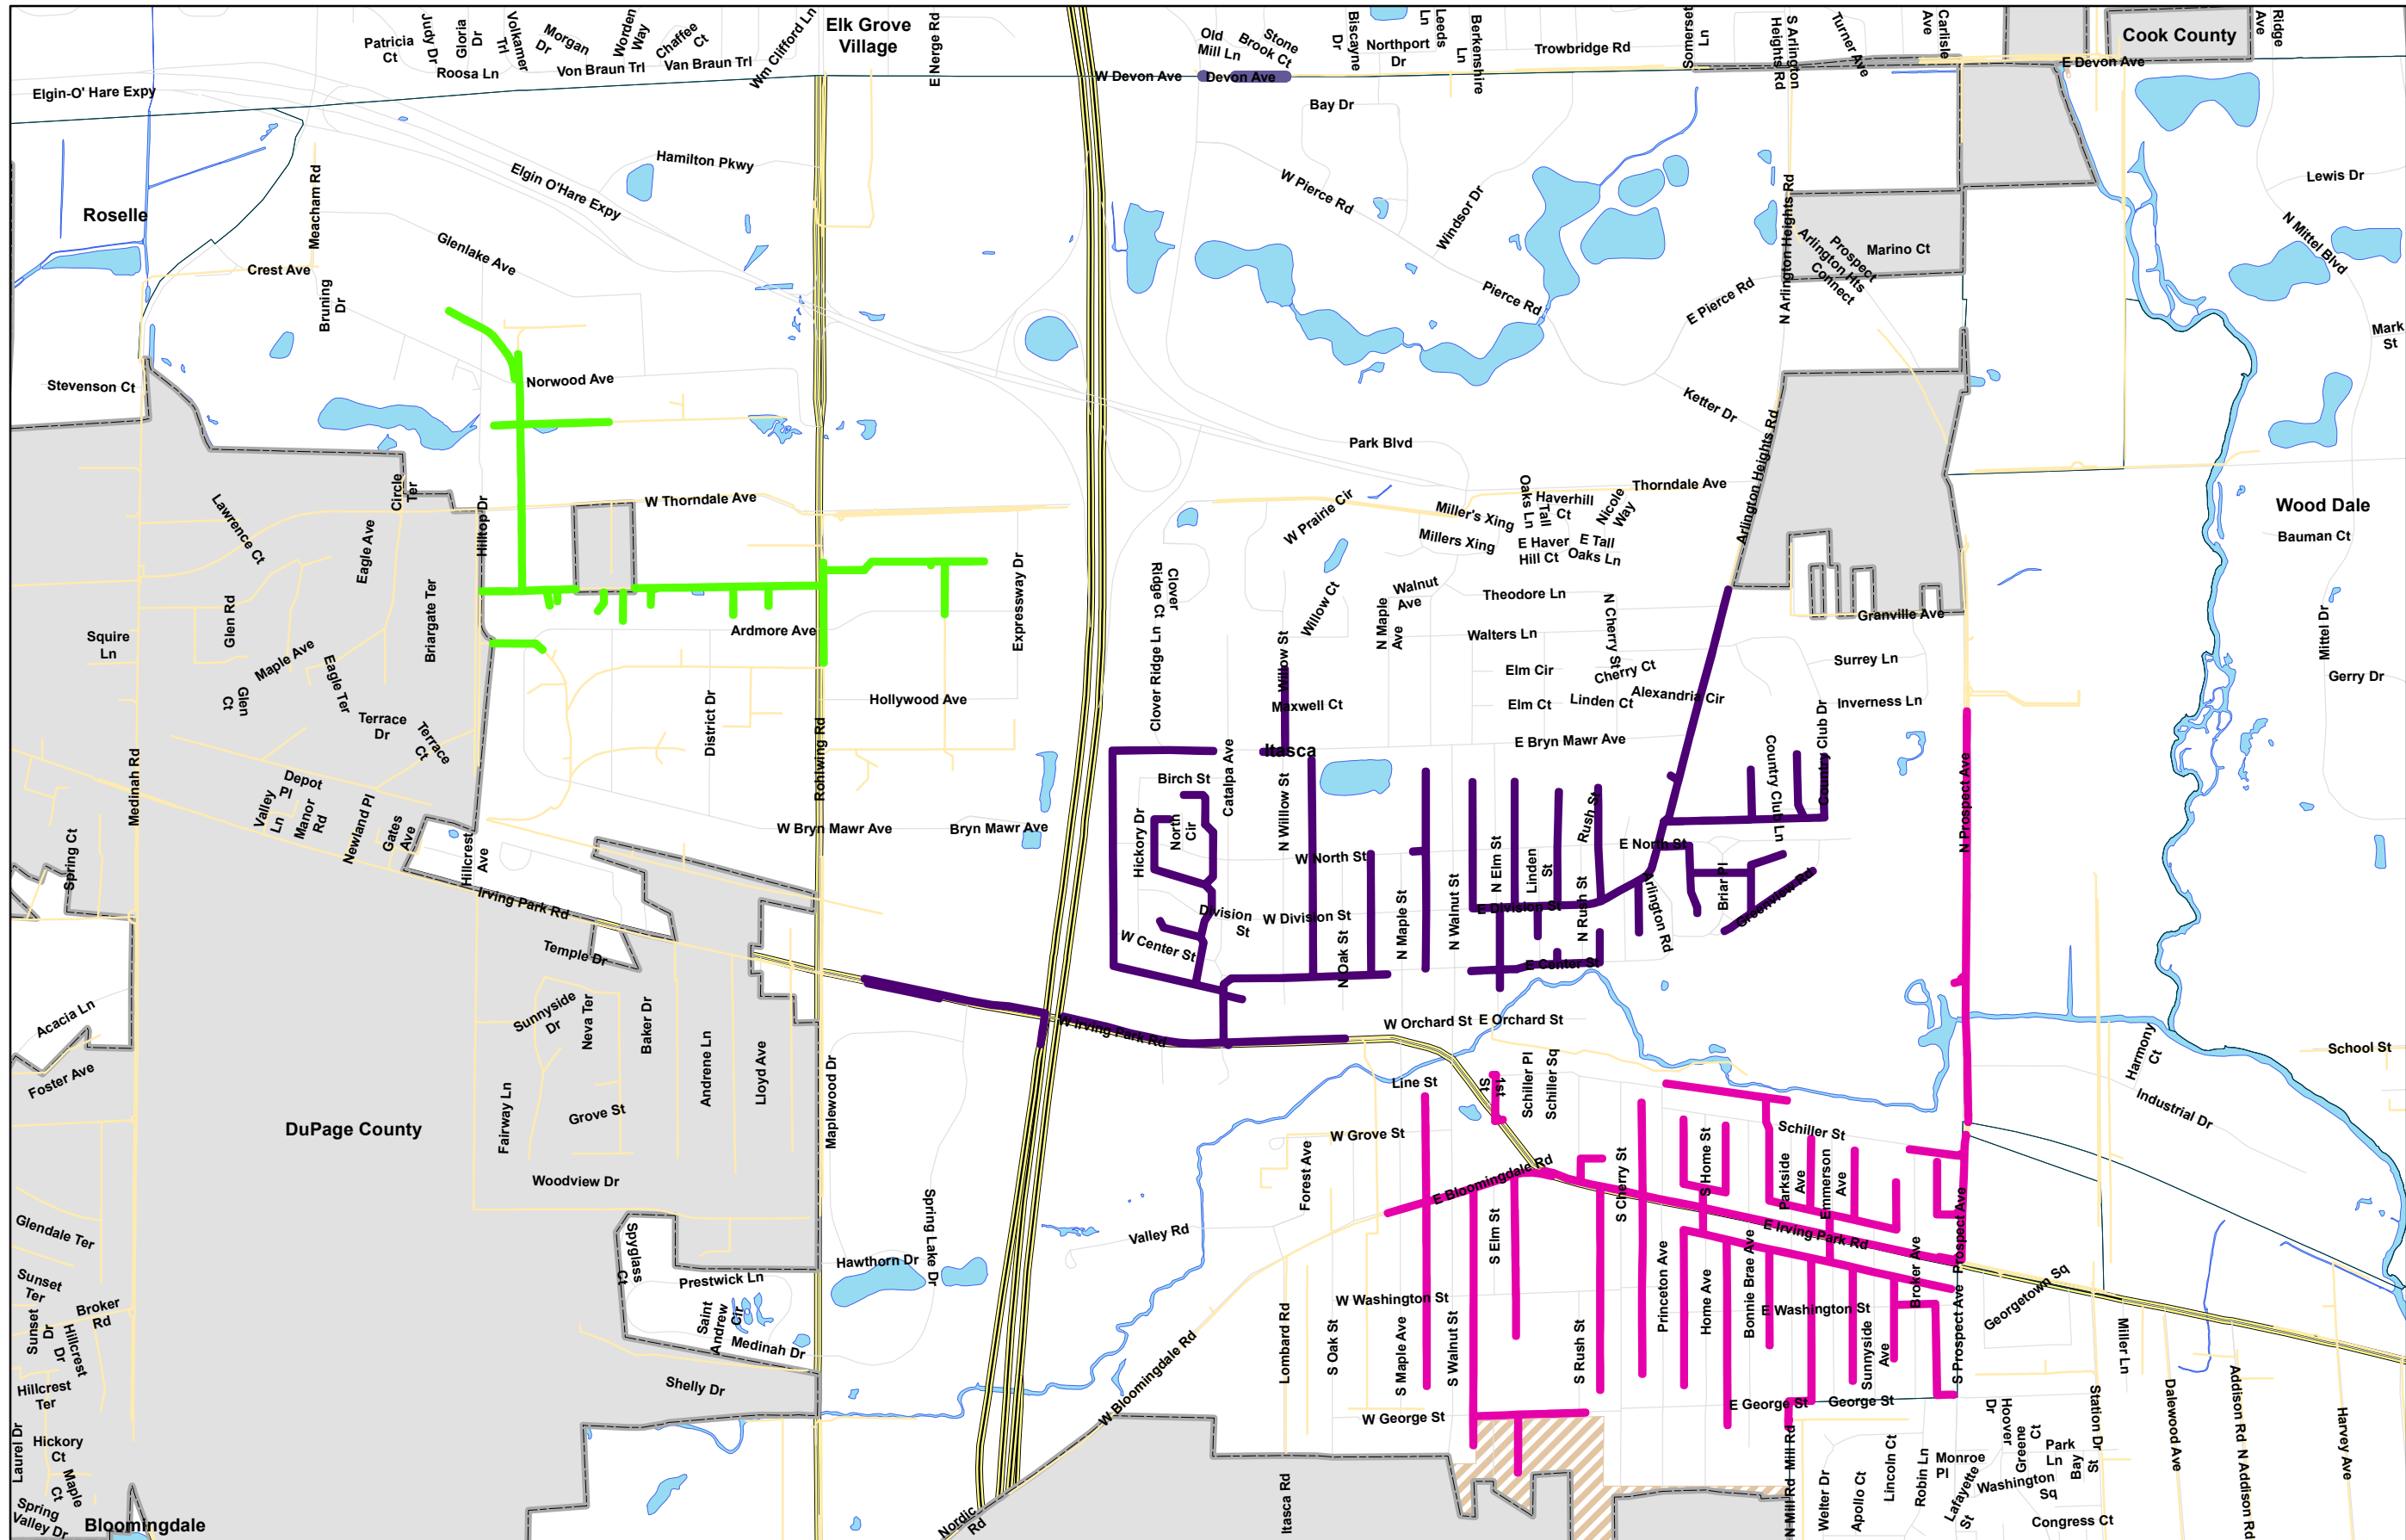 Patricia
Ct
Judy Dr
Gloria
Dr
Volkamer
Trl
Morgan
Dr
Worden
Way
Chaffee
Ct
Roosa Ln
Von Braun Trl
Van Braun Trl
Wm Clifford Ln
Elk Grove
Village
E Nerge Rd
Old
Mill Ln
Stone
Brook Ct
Biscayne
Dr
Northport
Dr
Leeds
Ln
Berkenshire
Ln
Trowbridge Rd
Somerset
Ln
S Arlington
Heights Rd
Turner Ave
Carlisle
Ave
Cook County
Ridge
Ave
Elgin-O' Hare Expy
W Devon Ave
Devon Ave
E Devon Ave
Bay Dr
Hamilton Pkwy
Elgin O'Hare Expy
W Pierce Rd
Windsor Dr
Lewis Dr
Roselle
Meacham Rd
Glenlake Ave
Crest Ave
Bruning
Dr
Pierce Rd
E Pierce Rd
N Arlington Heights Rd
Marino Ct
Prospect
Arlington Hts
Connect
N Mittel Blvd
Mark
St
Stevenson Ct
Norwood Ave
Ketter Dr
Park Blvd
Arlington Heights Rd
Circle
Ter
W Thorndale Ave
Thorndale Ave
Lawrence Ct
Eagle Ave
Hilltop Dr
W Prairie Cir
Miller's Xing
Millers Xing
Tall
Oaks Ln
Haverhill
Ct
Nicole
Way
E Haver
Hill Ct
E Tall
Oaks Ln
Wood Dale
Bauman Ct
Clover
Ridge Ct
Clover Ridge Ln
Willow Ct
Walnut
Ave
N Maple
Ave
Theodore Ln
N Cherry St
Granville Ave
Squire
Ln
Glen Rd
Briargate Ter
Ardmore Ave
Expressway Dr
Walters Ln
Mittel Dr
Maple Ave
Eagle Ter
Glen
Ct
Willow St
Elm Cir
Cherry Ct
Surrey Ln
Gerry Dr
Terrace
Dr
Terrace
Ct
District Dr
Hollywood Ave
Maxwell Ct
Elm Ct
Linden Ct
Alexandria Cir
Inverness Ln
Medinah Rd
Rohlwing Rd
Itasca
E Bryn Mawr Ave
Country Club Ln
Country Club Dr
N Prospect Ave
Depot
Pl
Valley
Ln
Manor
Rd
Newland Pl
Gates
Ave
Birch St
Catalpa Ave
N Willow St
Hickory Dr
North
Cir
W Bryn Mawr Ave
Bryn Mawr Ave
Rush St
E North St
W North St
Spring Ct
Hillcrest
Ave
Irving Park Rd
Division
St
W Division St
N Oak St
N Maple St
N Walnut St
N Elm St
Linden
St
E Division St
N Rush St
Arlington Rd
Briar Pl
Greenview Rd
Temple Dr
W Center St
E Center St
Acacia Ln
Sunnyside
Dr
Neva Ter
Baker Dr
W Irving Park Rd
W Orchard St
E Orchard St
Harmony
Ct
School St
Foster Ave
Andrene Ln
Lloyd Ave
Maplewood Dr
Line St
1st
St
Schiller Pl
Schiller Sq
Industrial Dr
DuPage County
Fairway Ln
Grove St
W Grove St
Schiller St
Woodview Dr
Forest Ave
E Bloomingdale Rd
S Cherry St
S Home St
Parkside
Ave
Emmerson
Ave
Glendale Ter
Spyglass
Ct
Spring Lake Dr
Valley Rd
S Elm St
E Irving Park Rd
Prospect Ave
Hawthorn Dr
Prestwick Ln
Princeton Ave
Home Ave
Bonnie Brae Ave
Broker Ave
Sunset
Ter
Georgetown Sq
Broker
Rd
Saint
Andrew
Cir
Medinah Dr
W Washington St
E Washington St
Sunset
Dr
Hillcrest
Dr
Lombard Rd
S Oak St
S Maple Ave
S Walnut St
S Rush St
Sunnyside
Ave
S Prospect Ave
Miller Ln
W Bloomingdale Rd
Shelly Dr
Hillcrest
Ter
W George St
E George St
George St
Laurel Dr
Hickory
Ct
Maple
Ct
Spring
Valley Dr
Bloomingdale
Nordic
Rd
Itasca Rd
Mill Rd
N Mill Rd
Welter Dr
Apollo Ct
Lincoln Ct
Robin Ln
Monroe
Pl
Lafayette
St
Hoover
Dr
Greene
Ct
Park
Ln
Bay
St
Washington
Sq
Congress Ct
Station Dr
Dalewood Ave
Addison Rd
N Addison Rd
Harvey Ave